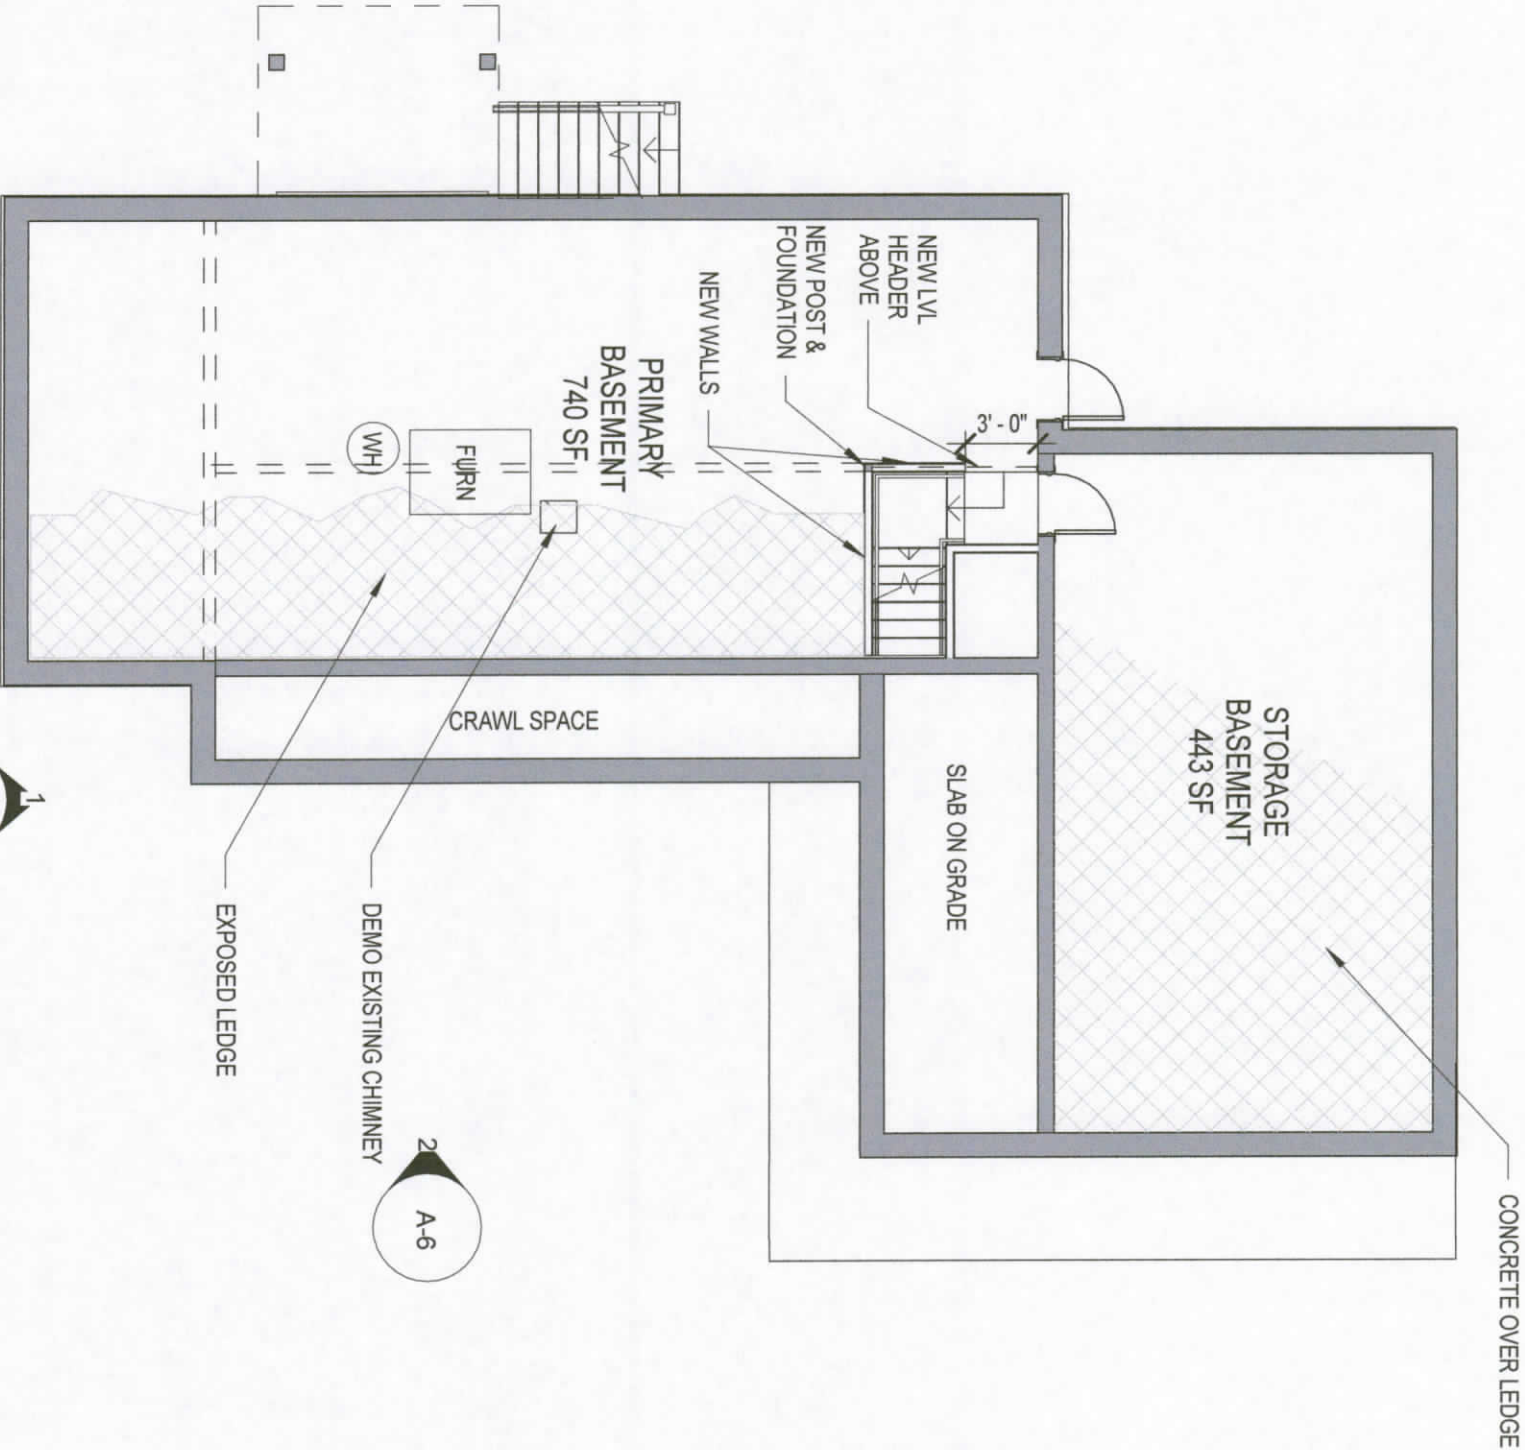 NEW LVL
HEADER
ABOVE
NEW POST &
FOUNDATION
NEW WALLS
3' - 0"
PRIMARY
BASEMENT
740 SF
WH
FURN
STORAGE
BASEMENT
443 SF
CRAWL SPACE
SLAB ON GRADE
EXPOSED LEDGE
DEMO EXISTING CHIMNEY
CONCRETE OVER LEDGE
1
2
A-6